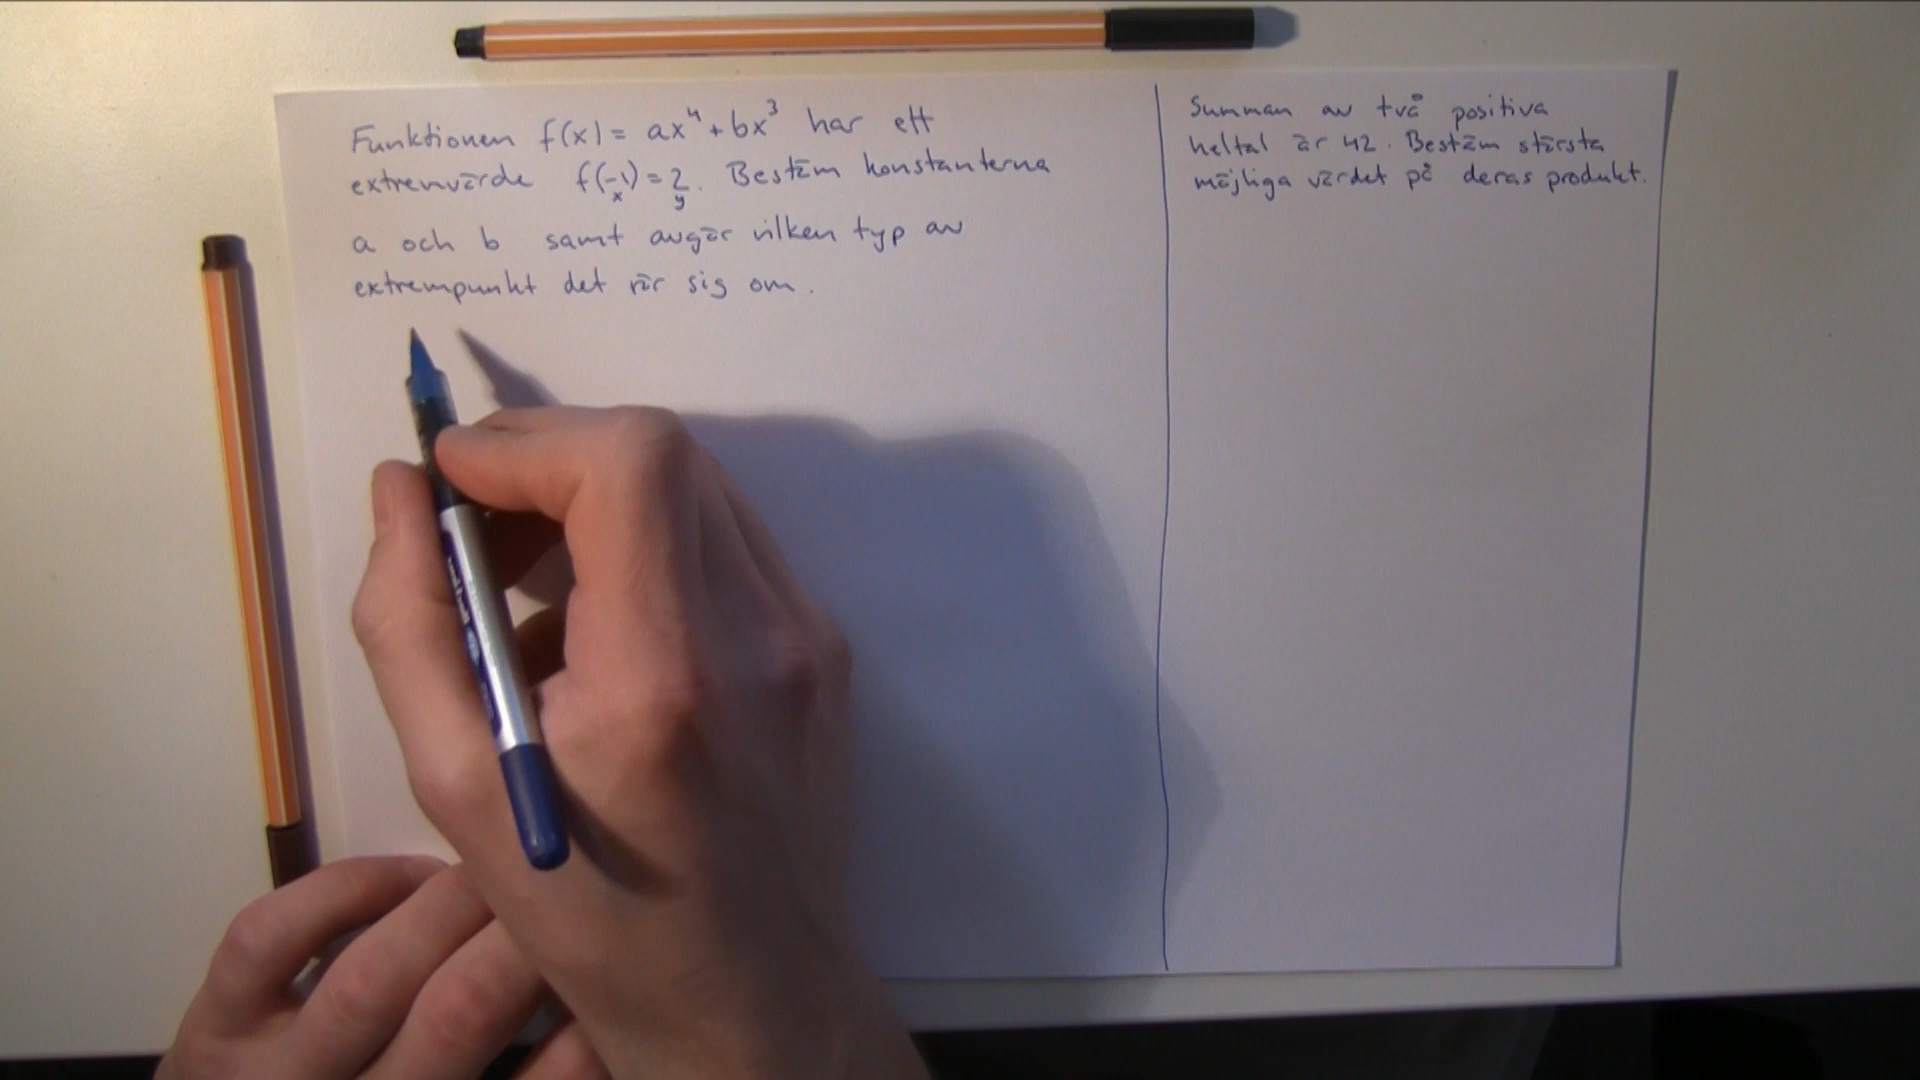 Funktionen f(x) = ax⁴ + bx³ har ett
extremvärde f(-1) = 2. Bestäm konstanterna
x y
a och b samt avgör vilken typ av
extrempunkt det rör sig om.
Summan av två positiva
heltal är 42. Bestäm största
möjliga värdet på deras produkt.